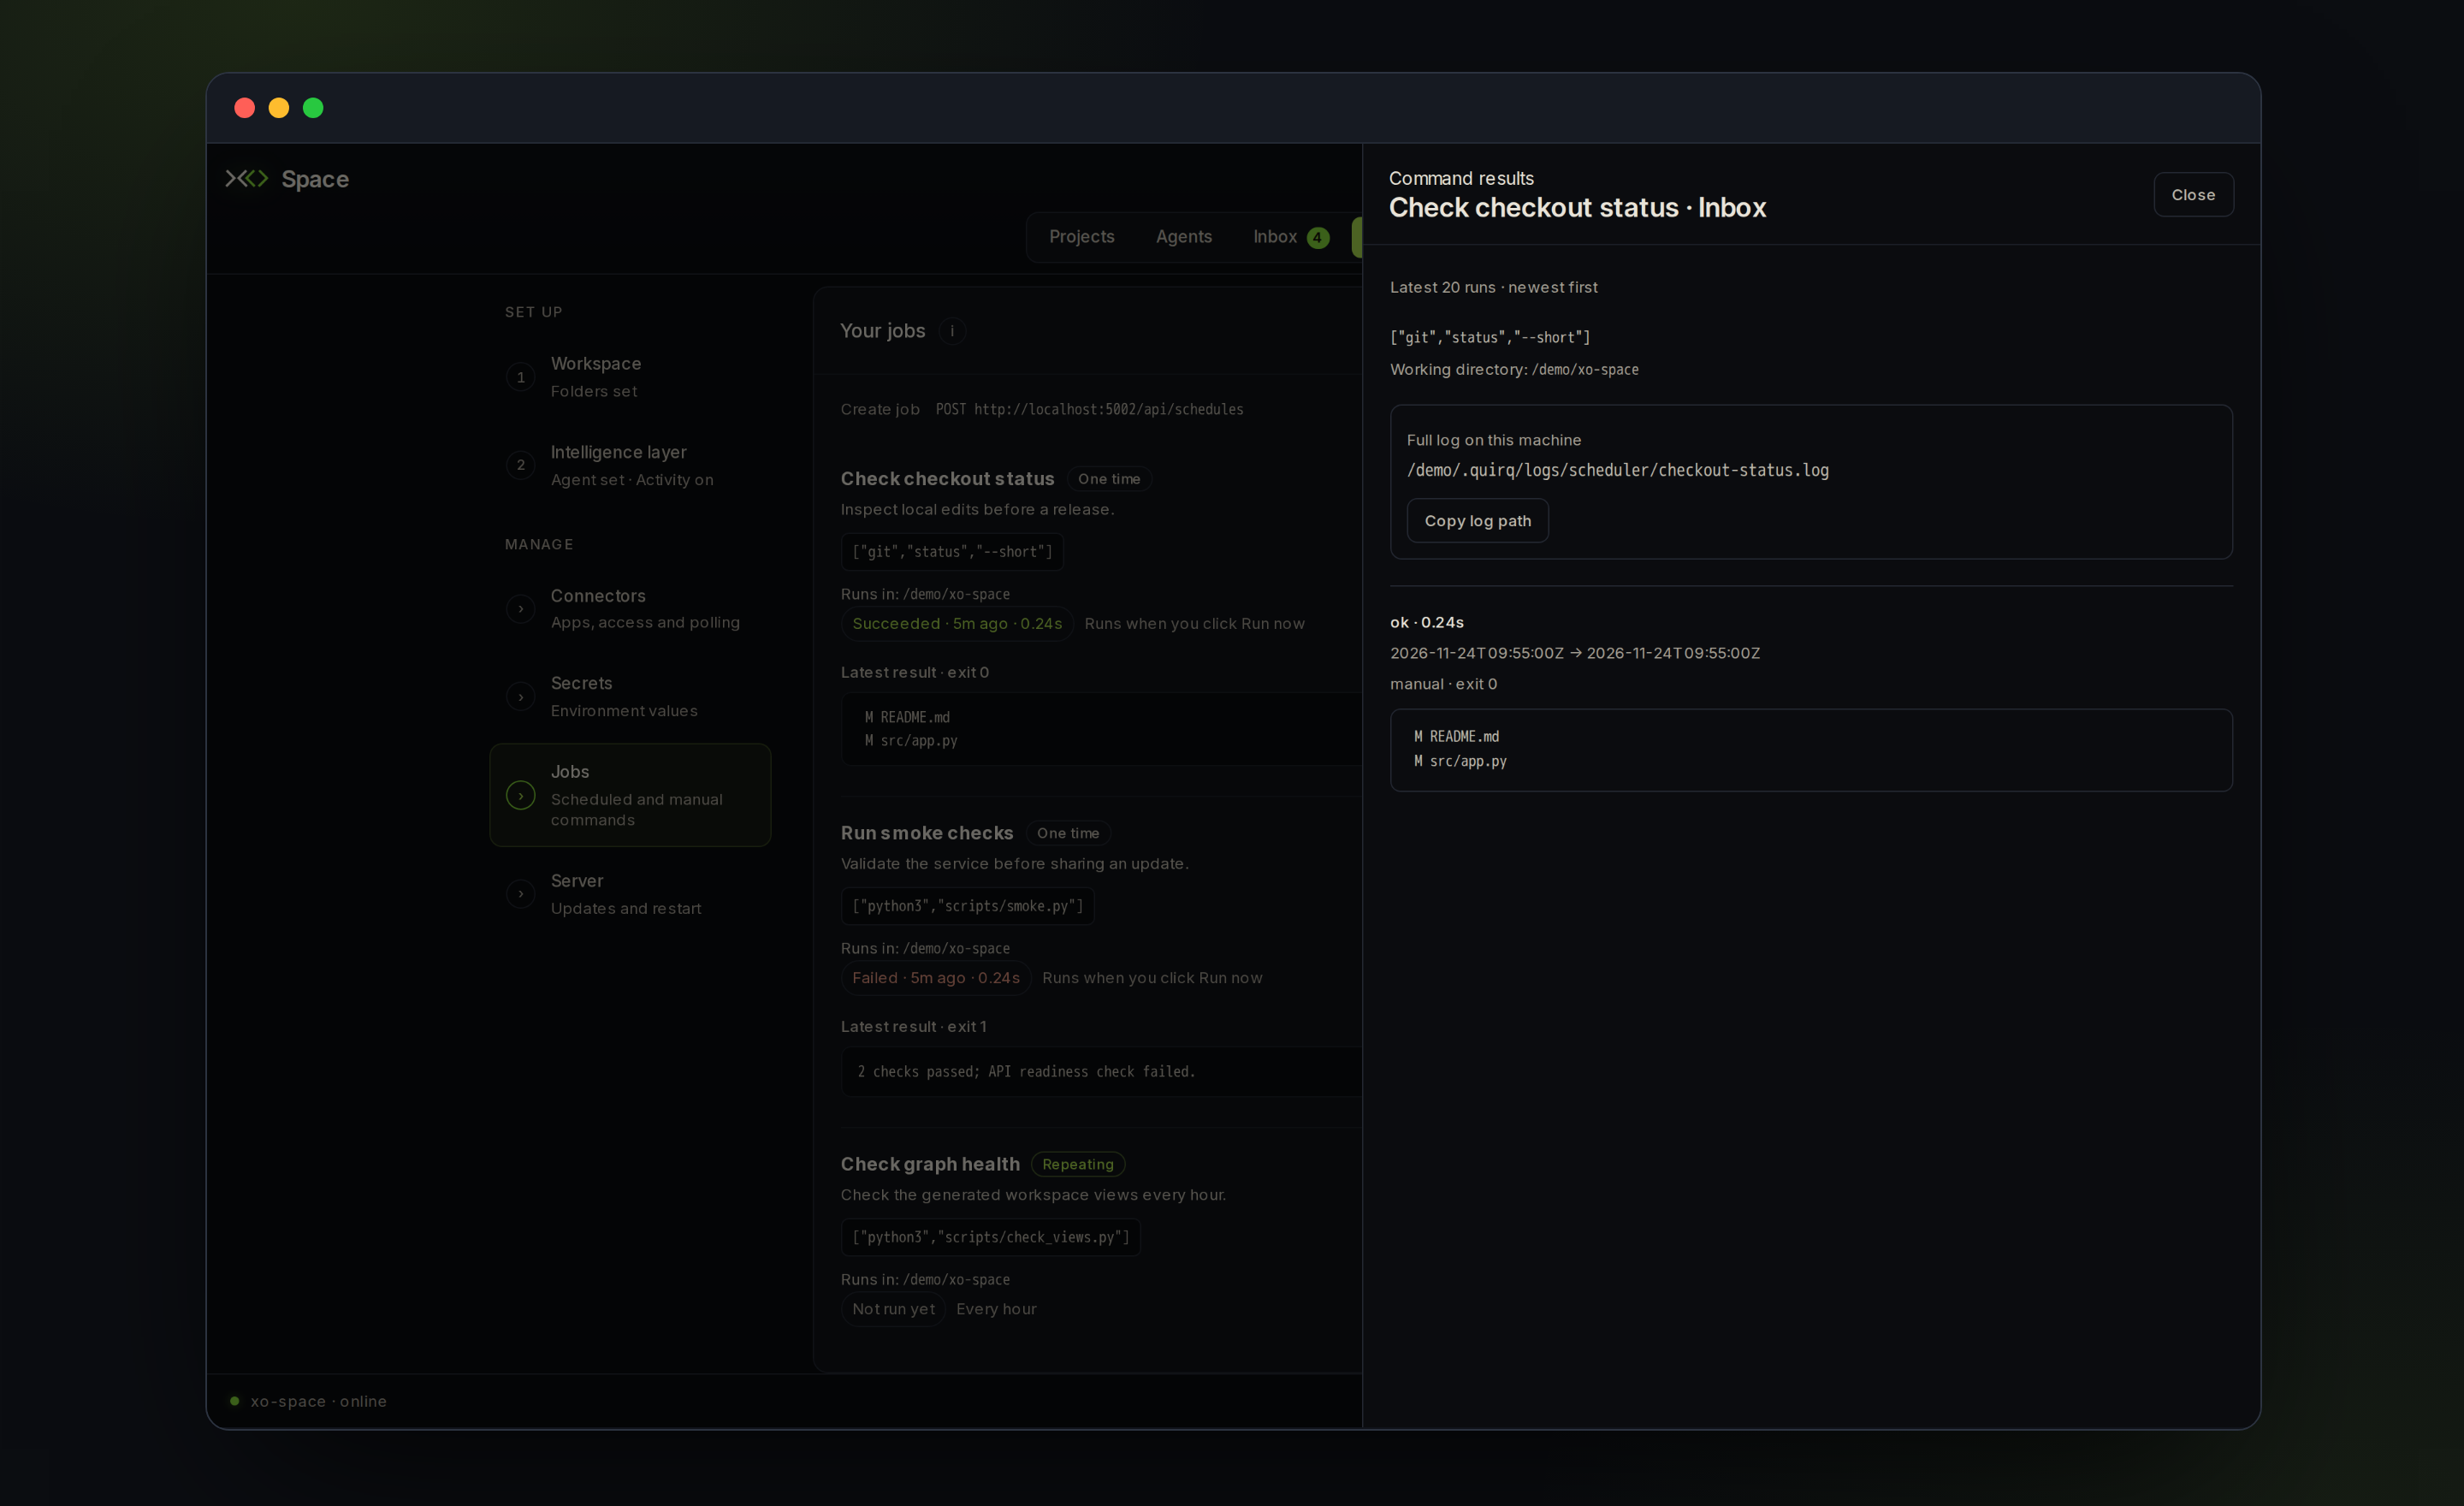 Space
Projects
Agents
Inbox 4
SET UP
1
Workspace
Folders set
2
Intelligence layer
Agent set · Activity on
MANAGE
Connectors
Apps, access and polling
Secrets
Environment values
Jobs
Scheduled and manual
commands
Server
Updates and restart
Your jobs i
Create job POST http://localhost:5002/api/schedules
Check checkout status One time
Inspect local edits before a release.
["git","status","--short"]
Runs in: /demo/xo-space
Succeeded · 5m ago · 0.24s Runs when you click Run now
Latest result · exit 0
M README.md
M src/app.py
Run smoke checks One time
Validate the service before sharing an update.
["python3","scripts/smoke.py"]
Runs in: /demo/xo-space
Failed · 5m ago · 0.24s Runs when you click Run now
Latest result · exit 1
2 checks passed; API readiness check failed.
Check graph health Repeating
Check the generated workspace views every hour.
["python3","scripts/check_views.py"]
Runs in: /demo/xo-space
Not run yet Every hour
xo-space · online
Command results
Check checkout status · Inbox
Close
Latest 20 runs · newest first
["git","status","--short"]
Working directory: /demo/xo-space
Full log on this machine
/demo/.quirq/logs/scheduler/checkout-status.log
Copy log path
ok · 0.24s
2026-11-24T09:55:00Z → 2026-11-24T09:55:00Z
manual · exit 0
M README.md
M src/app.py